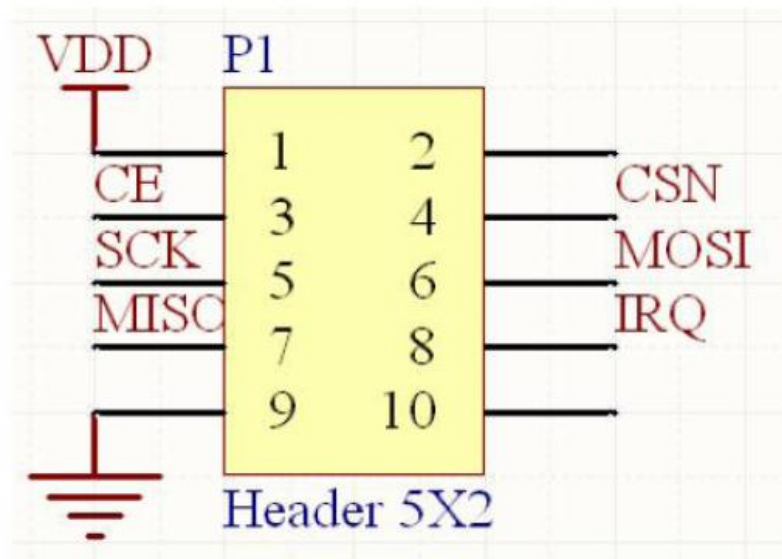 VDD P1
1 2
CE CSN
3 4
SCK MOSI
5 6
MISO IRQ
7 8
9 10
Header 5X2